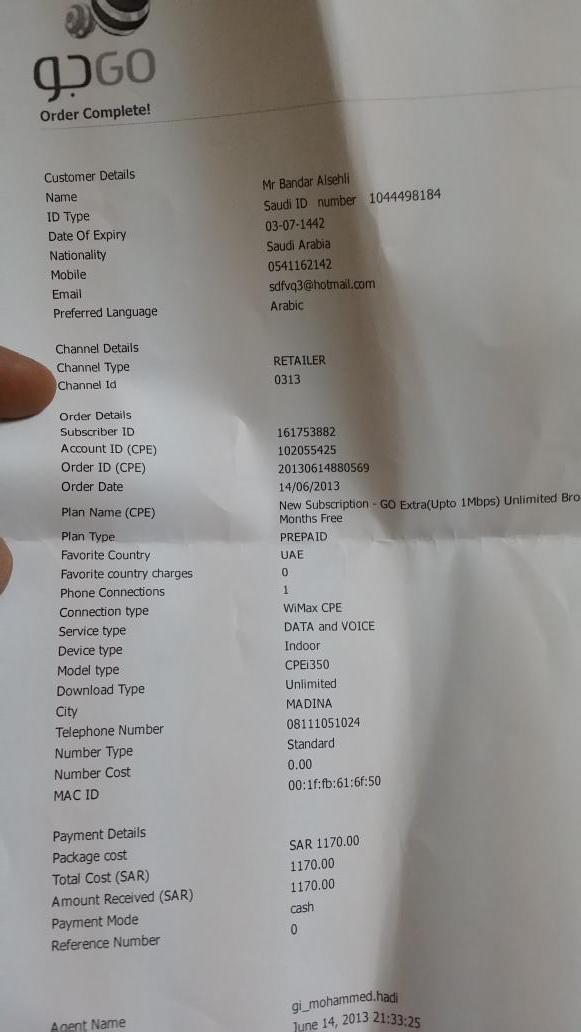 جو GO
Order Complete!
Customer Details
Name Mr Bandar Alsehli
ID Type Saudi ID number 1044498184
Date Of Expiry 03-07-1442
Nationality Saudi Arabia
Mobile 0541162142
Email sdfvq3@hotmail.com
Preferred Language Arabic
Channel Details
Channel Type RETAILER
Channel Id 0313
Order Details
Subscriber ID 161753882
Account ID (CPE) 102055425
Order ID (CPE) 20130614880569
Order Date 14/06/2013
Plan Name (CPE) New Subscription - GO Extra(Upto 1Mbps) Unlimited Bro
Months Free
Plan Type PREPAID
Favorite Country UAE
Favorite country charges 0
Phone Connections 1
Connection type WiMax CPE
Service type DATA and VOICE
Device type Indoor
Model type CPEi350
Download Type Unlimited
City MADINA
Telephone Number 08111051024
Number Type Standard
Number Cost 0.00
MAC ID 00:1f:fb:61:6f:50
Payment Details
Package cost SAR 1170.00
Total Cost (SAR) 1170.00
Amount Received (SAR) 1170.00
Payment Mode cash
Reference Number 0
Agent Name gi_mohammed.hadi
June 14, 2013 21:33:25